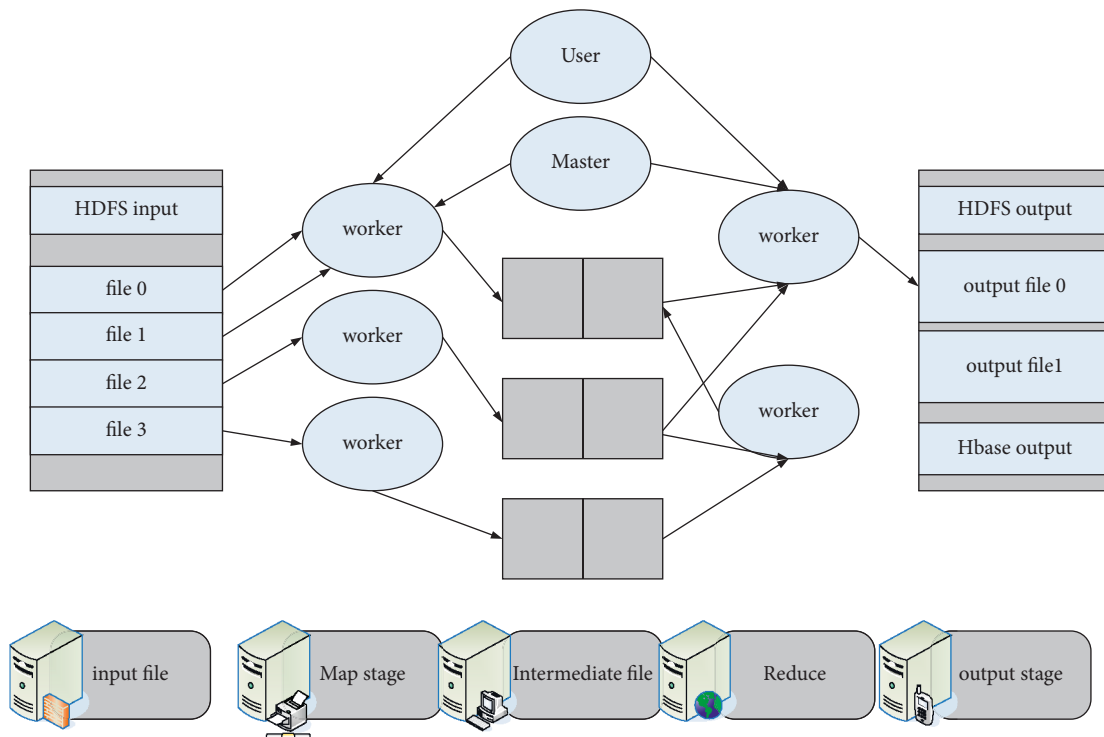 User
Master
HDFS input
file 0
file 1
file 2
file 3
worker
worker
worker
worker
worker
HDFS output
output file 0
output file1
Hbase output
input file
Map stage
Intermediate file
Reduce
output stage